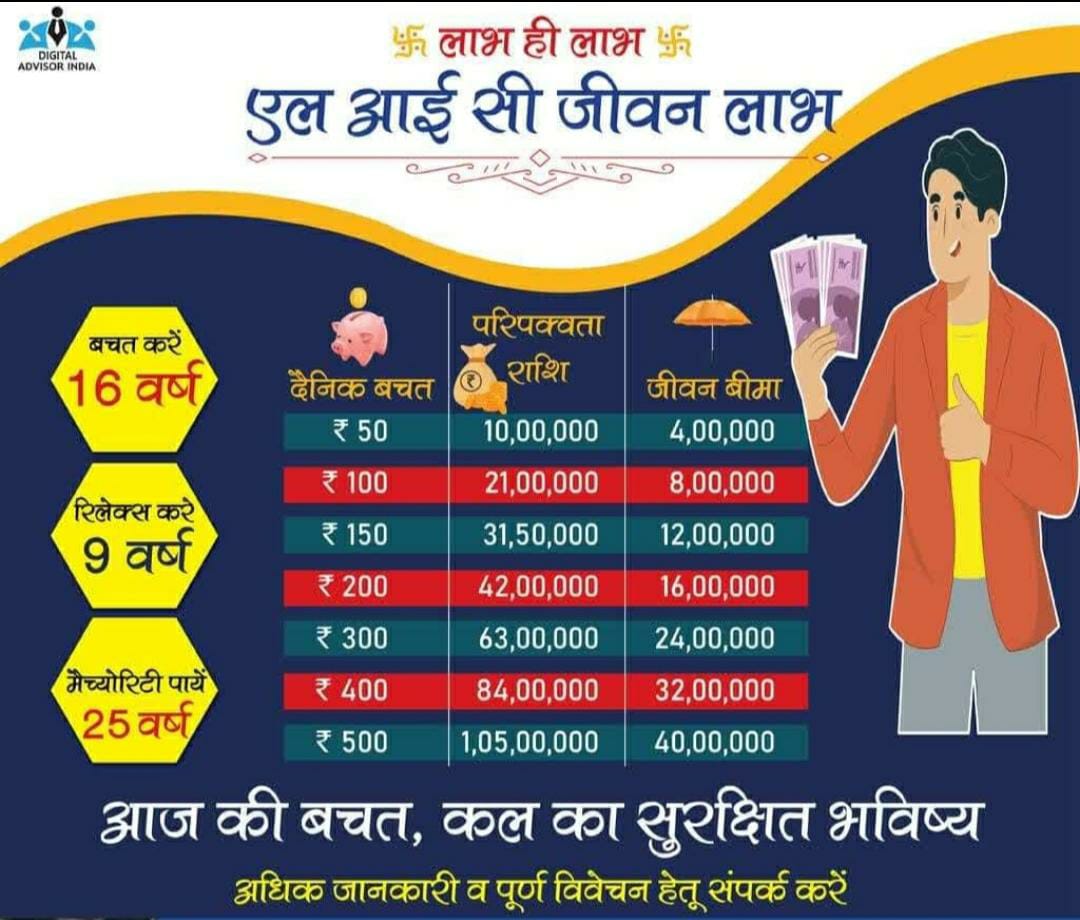 DIGITAL
ADVISOR INDIA
卐 लाभ ही लाभ 卐
एल आई सी जीवन लाभ
बचत करें
16 वर्ष
रिलेक्स करे
9 वर्ष
मैच्योरिटी पायें
25 वर्ष
दैनिक बचत परिपक्वता राशि जीवन बीमा
₹ 50 10,00,000 4,00,000
₹ 100 21,00,000 8,00,000
₹ 150 31,50,000 12,00,000
₹ 200 42,00,000 16,00,000
₹ 300 63,00,000 24,00,000
₹ 400 84,00,000 32,00,000
₹ 500 1,05,00,000 40,00,000
आज की बचत, कल का सुरक्षित भविष्य
अधिक जानकारी व पूर्ण विवेचन हेतू संपर्क करें